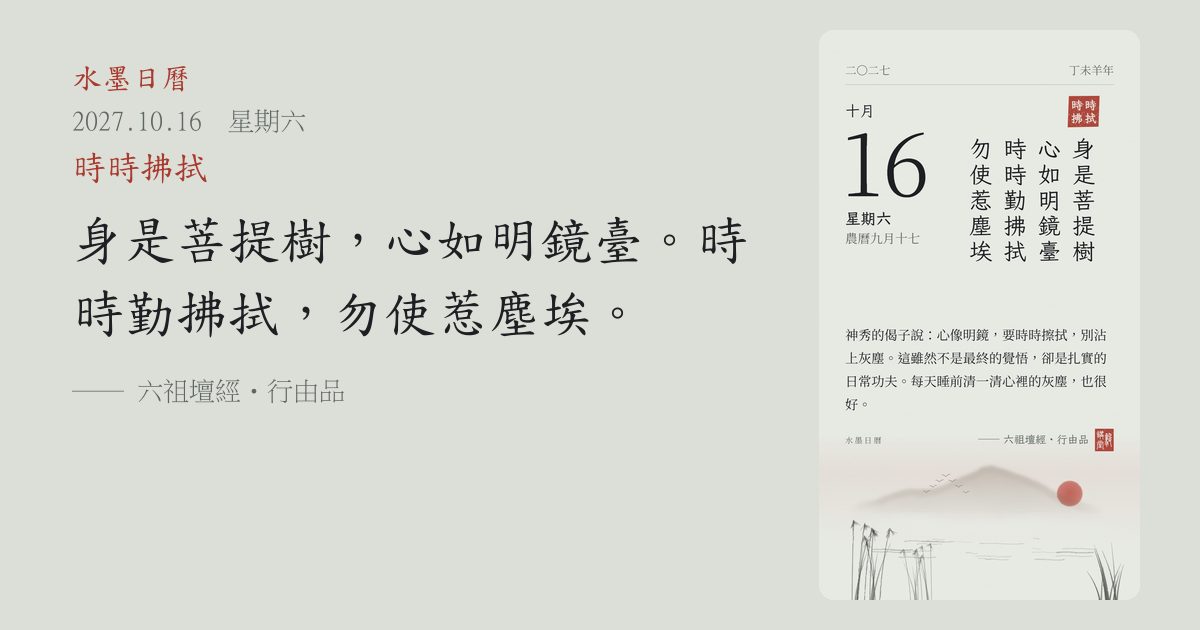 水墨日曆
2027.10.16 星期六
時時拂拭
身是菩提樹，心如明鏡臺。時
時勤拂拭，勿使惹塵埃。
—— 六祖壇經・行由品
二〇二七
丁未羊年
十月
16
星期六
農曆九月十七
時時拂拭
身是菩提樹
心如明鏡臺
時時勤拂拭
勿使惹塵埃
神秀的偈子說：心像明鏡，要時時擦拭，別沾
上灰塵。這雖然不是最終的覺悟，卻是扎實的
日常功夫。每天睡前清一清心裡的灰塵，也很
好。
水墨日曆
—— 六祖壇經・行由品